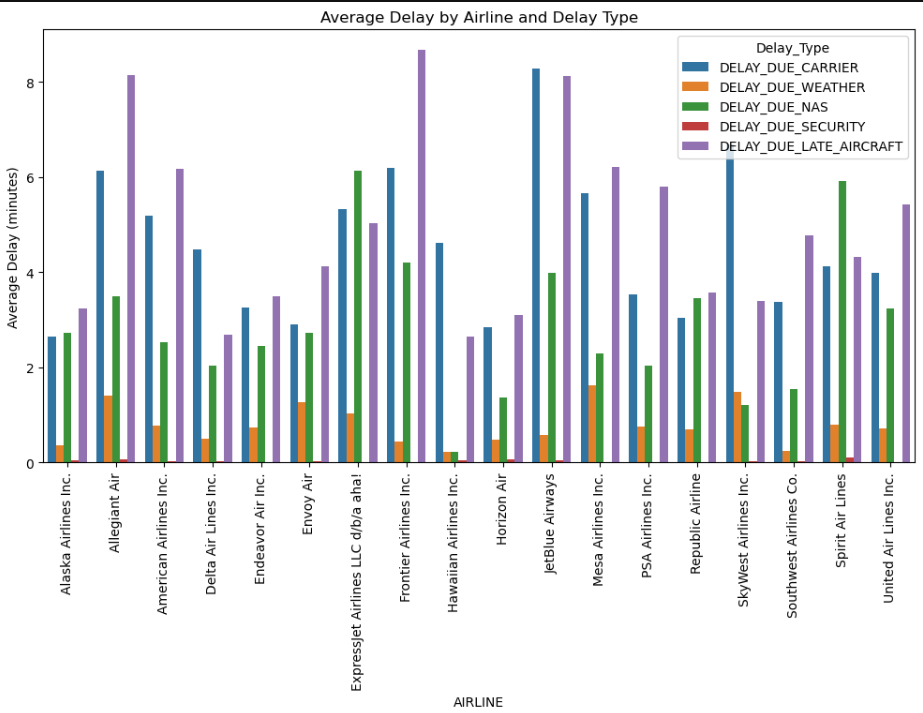 Average Delay by Airline and Delay Type
Delay_Type
DELAY_DUE_CARRIER
DELAY_DUE_WEATHER
DELAY_DUE_NAS
DELAY_DUE_SECURITY
DELAY_DUE_LATE_AIRCRAFT
Average Delay (minutes)
8
6
4
2
0
Alaska Airlines Inc.
Allegiant Air
American Airlines Inc.
Delta Air Lines Inc.
Endeavor Air Inc.
Envoy Air
ExpressJet Airlines LLC d/b/a aha!
Frontier Airlines Inc.
Hawaiian Airlines Inc.
Horizon Air
JetBlue Airways
Mesa Airlines Inc.
PSA Airlines Inc.
Republic Airline
SkyWest Airlines Inc.
Southwest Airlines Co.
Spirit Air Lines
United Air Lines Inc.
AIRLINE